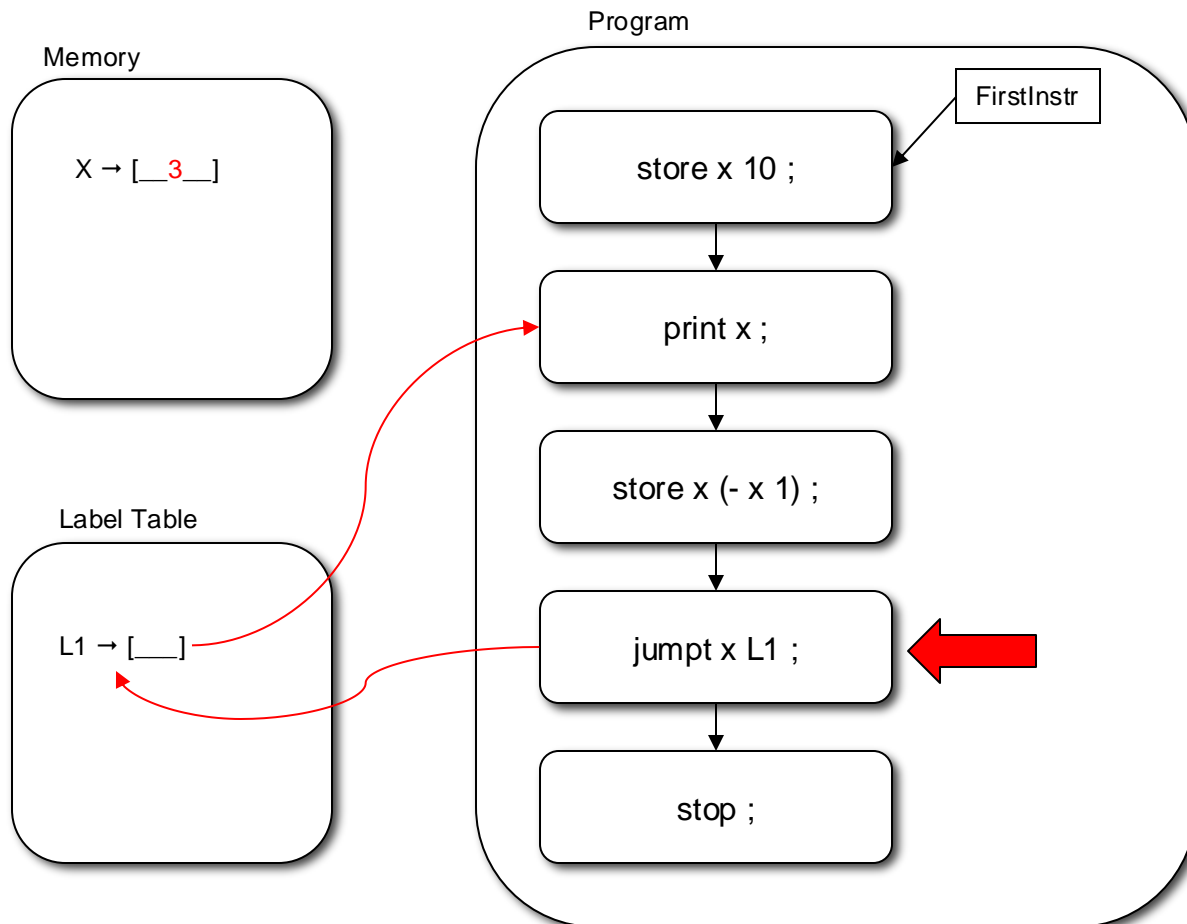 Program
Memory
FirstInstr
X → [__3__]
store x 10 ;
print x ;
store x (- x 1) ;
Label Table
L1 → [___]
jumpt x L1 ;
stop ;